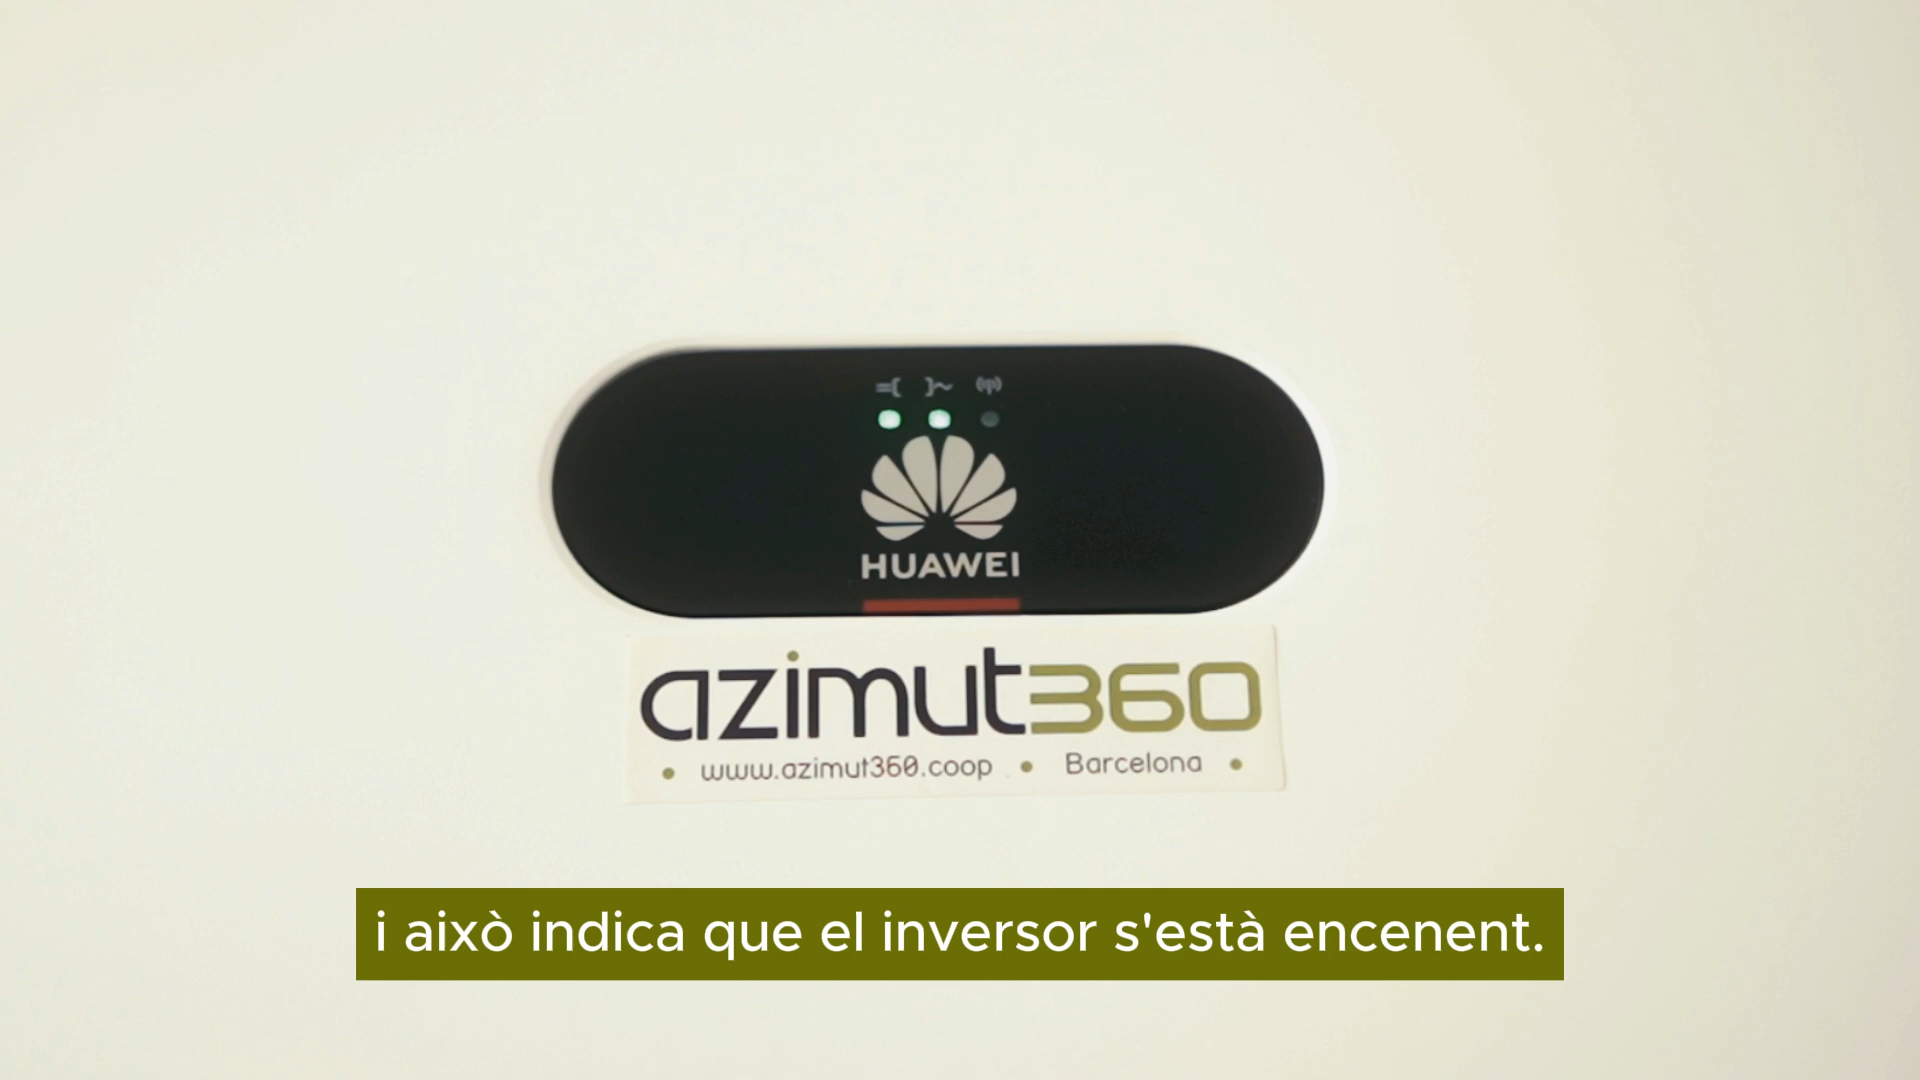 HUAWEI
azimut360
• www.azimut360.coop • Barcelona •
i això indica que el inversor s'està encenent.